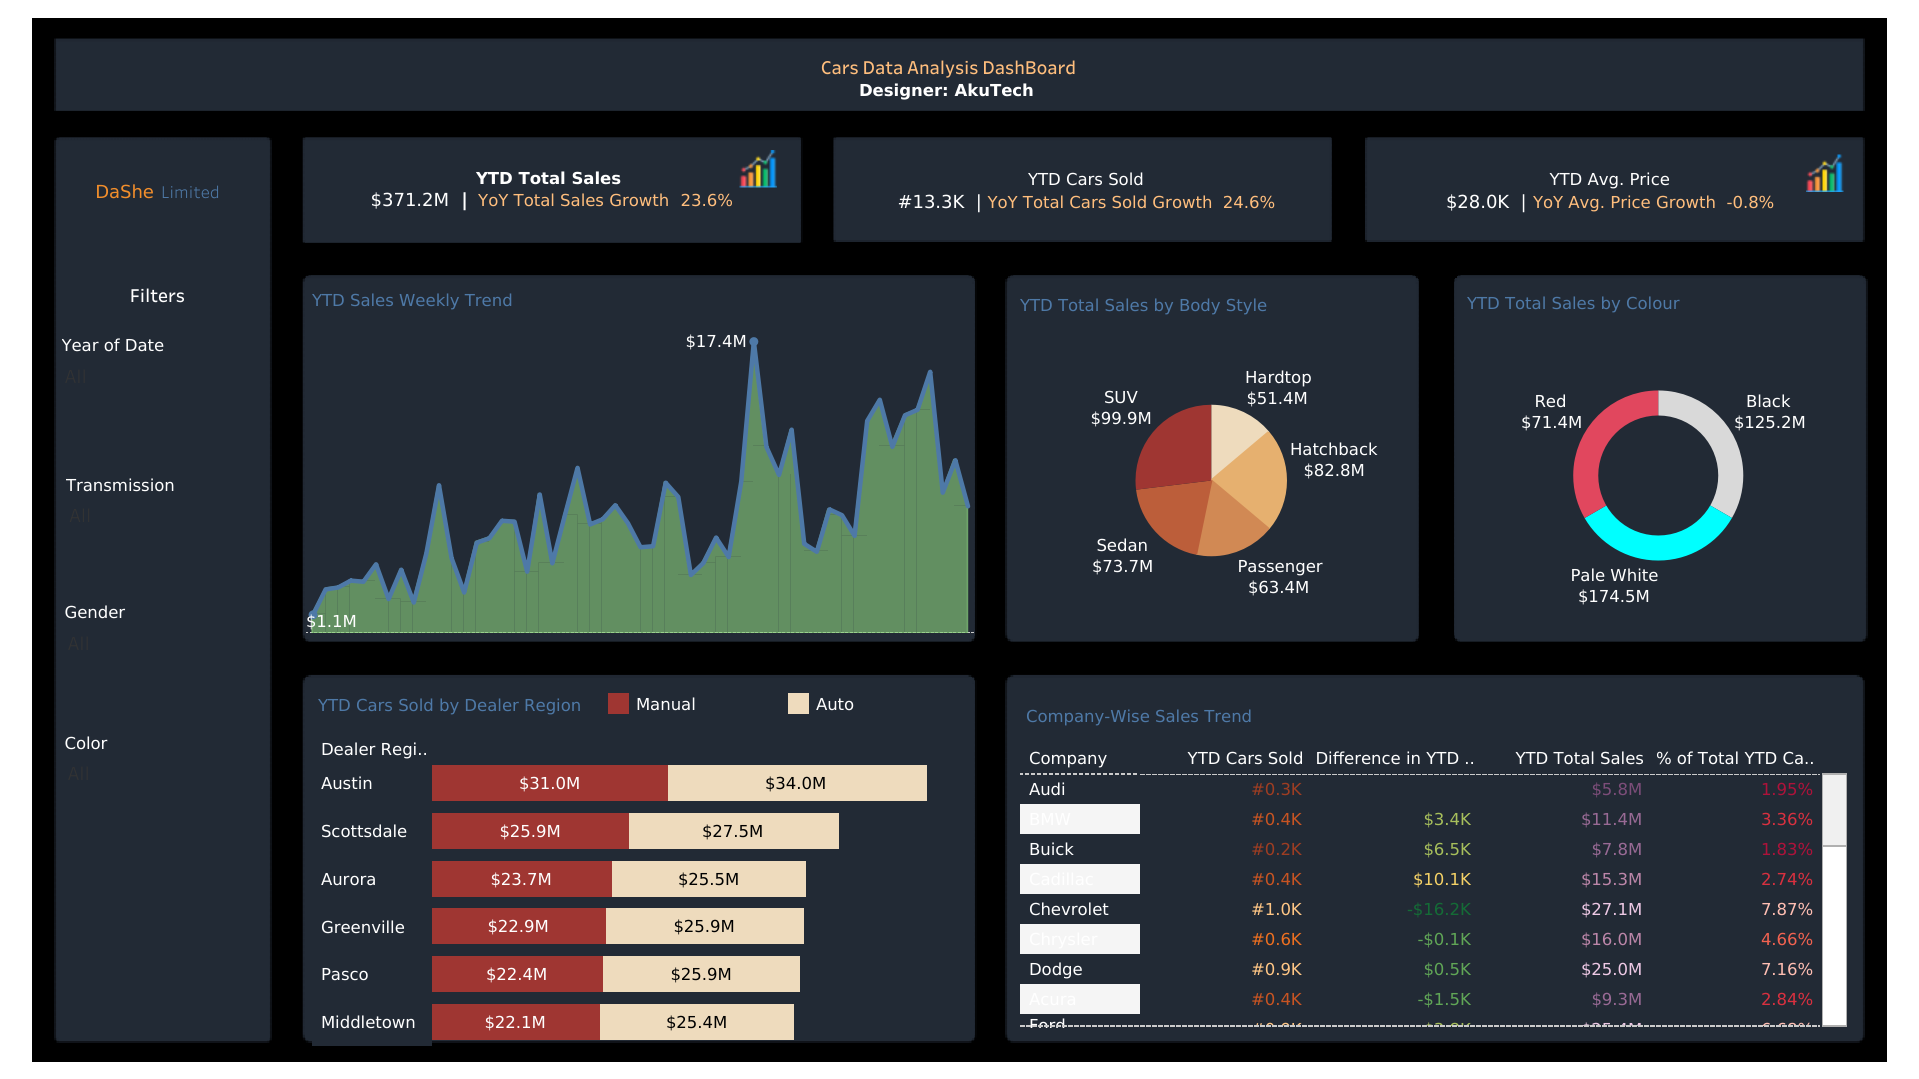 Cars Data Analysis DashBoard
Designer: AkuTech
DaShe Limited
Filters
Year of Date
All
Transmission
All
Gender
All
Color
All
YTD Total Sales
$371.2M | YoY Total Sales Growth 23.6%
YTD Cars Sold
#13.3K | YoY Total Cars Sold Growth 24.6%
YTD Avg. Price
$28.0K | YoY Avg. Price Growth -0.8%
YTD Sales Weekly Trend
$17.4M
$1.1M
YTD Total Sales by Body Style
Hardtop
$51.4M
SUV
$99.9M
Hatchback
$82.8M
Sedan
$73.7M
Passenger
$63.4M
YTD Total Sales by Colour
Red
$71.4M
Black
$125.2M
Pale White
$174.5M
YTD Cars Sold by Dealer Region Manual Auto
Dealer Regi..
Austin $31.0M $34.0M
Scottsdale $25.9M $27.5M
Aurora $23.7M $25.5M
Greenville $22.9M $25.9M
Pasco $22.4M $25.9M
Middletown $22.1M $25.4M
Company-Wise Sales Trend
Company YTD Cars Sold Difference in YTD .. YTD Total Sales % of Total YTD Ca..
Audi #0.3K $5.8M 1.95%
BMW #0.4K $3.4K $11.4M 3.36%
Buick #0.2K $6.5K $7.8M 1.83%
Cadillac #0.4K $10.1K $15.3M 2.74%
Chevrolet #1.0K -$16.2K $27.1M 7.87%
Chrysler #0.6K -$0.1K $16.0M 4.66%
Dodge #0.9K $0.5K $25.0M 7.16%
Acura #0.4K -$1.5K $9.3M 2.84%
Ford